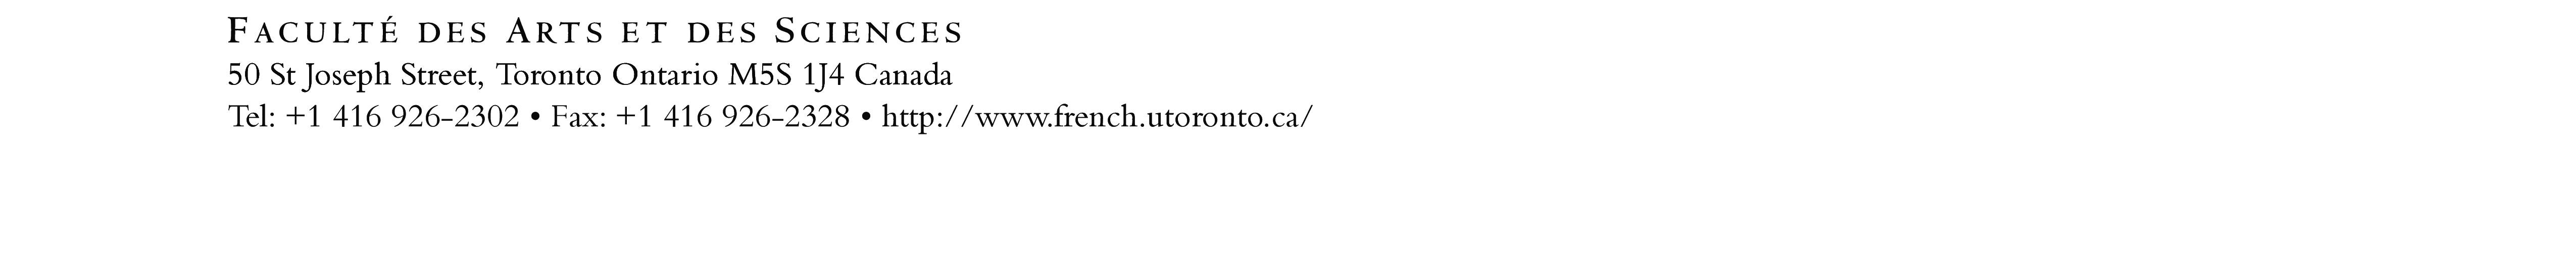 Faculté des Arts et des Sciences
50 St Joseph Street, Toronto Ontario M5S 1J4 Canada
Tel: +1 416 926-2302 • Fax: +1 416 926-2328 • http://www.french.utoronto.ca/